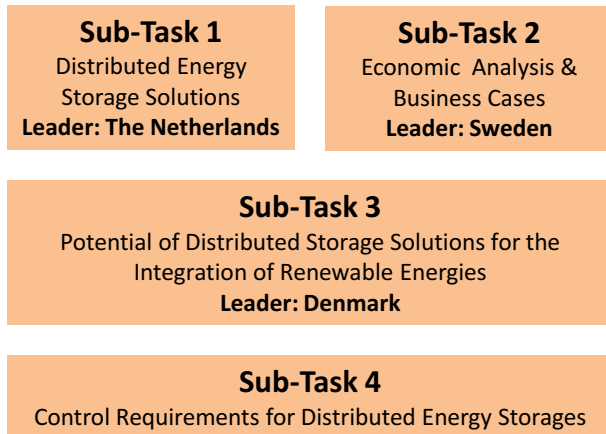 Sub-Task 1
Distributed Energy
Storage Solutions
Leader: The Netherlands
Sub-Task 2
Economic Analysis &
Business Cases
Leader: Sweden
Sub-Task 3
Potential of Distributed Storage Solutions for the
Integration of Renewable Energies
Leader: Denmark
Sub-Task 4
Control Requirements for Distributed Energy Storages